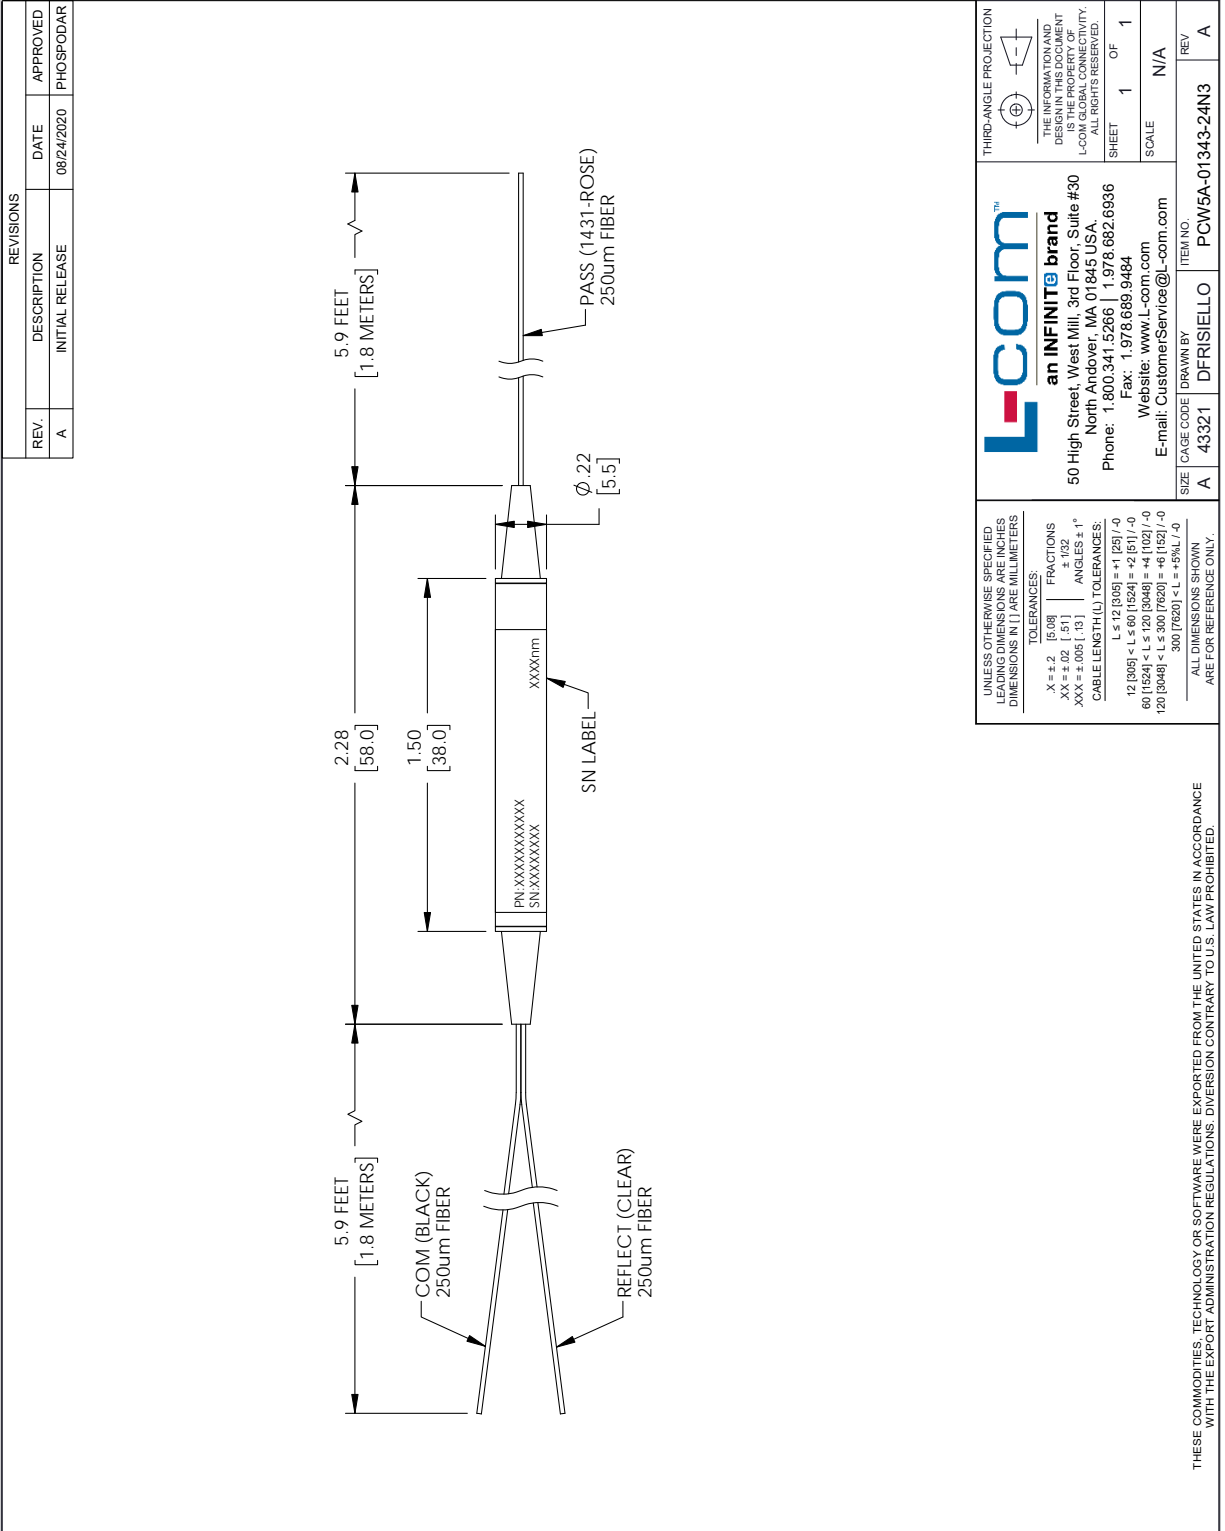 REVISIONS
REV. DESCRIPTION DATE APPROVED
A INITIAL RELEASE 08/24/2020 PHOSPODAR
5.9 FEET
[1.8 METERS]
2.28
[58.0]
5.9 FEET
[1.8 METERS]
1.50
[38.0]
COM (BLACK)
250um FIBER
PN:XXXXXXXXXXX
SN:XXXXXXXX
XXXXnm
Ø.22
[5.5]
PASS (1431-ROSE)
250um FIBER
SN LABEL
REFLECT (CLEAR)
250um FIBER
UNLESS OTHERWISE SPECIFIED
LEADING DIMENSIONS ARE INCHES
DIMENSIONS IN [ ] ARE MILLIMETERS
TOLERANCES:
.X = ± .2 [5.08] FRACTIONS
.XX = ± .02 [ .51] ± 1/32
.XXX = ± .005 [ .13 ] ANGLES ± 1°
CABLE LENGTH (L) TOLERANCES:
L ≤ 12 [305] = +1 [25] / -0
12 [305] < L ≤ 60 [1524] = +2 [51] / -0
60 [1524] < L ≤ 120 [3048] = +4 [102] / -0
120 [3048] < L ≤ 300 [7620] = +6 [152] / -0
300 [7620] < L = +5%L / -0
ALL DIMENSIONS SHOWN
ARE FOR REFERENCE ONLY.
L-com™
an INFINITe brand
50 High Street, West Mill, 3rd Floor, Suite #30
North Andover, MA 01845 USA.
Phone: 1.800.341.5266 | 1.978.682.6936
Fax: 1.978.689.9484
Website: www.L-com.com
E-mail: CustomerService@L-com.com
THIRD-ANGLE PROJECTION
THE INFORMATION AND
DESIGN IN THIS DOCUMENT
IS THE PROPERTY OF
L-COM GLOBAL CONNECTIVITY.
ALL RIGHTS RESERVED.
SHEET 1 OF 1
SCALE N/A
SIZE CAGE CODE DRAWN BY ITEM NO. REV
A 43321 DFRISIELLO PCW5A-01343-24N3 A
THESE COMMODITIES, TECHNOLOGY OR SOFTWARE WERE EXPORTED FROM THE UNITED STATES IN ACCORDANCE
WITH THE EXPORT ADMINISTRATION REGULATIONS. DIVERSION CONTRARY TO U.S. LAW PROHIBITED.